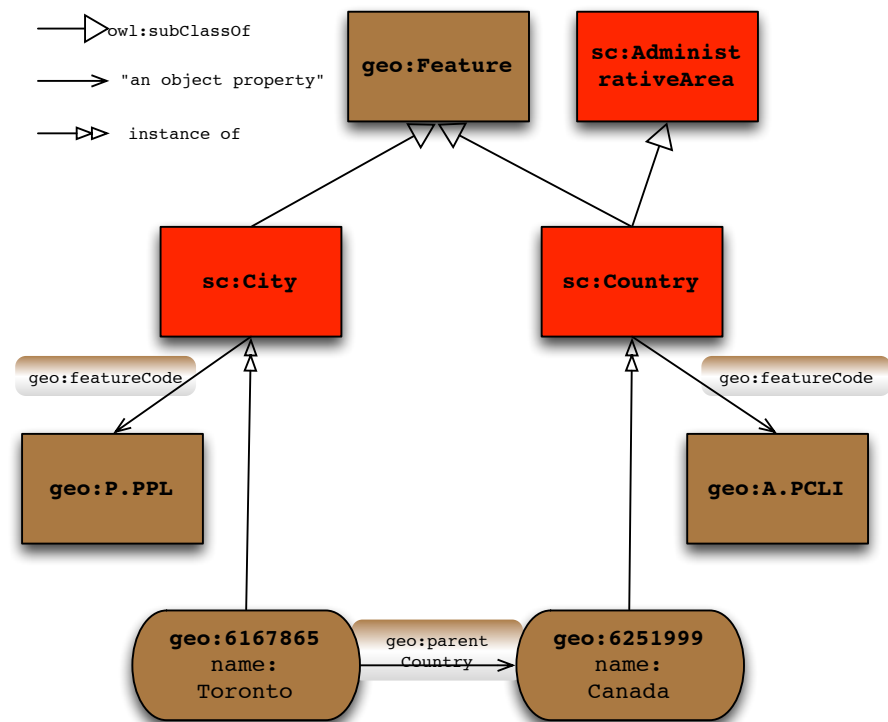 owl:subClassOf
"an object property"
instance of
geo:Feature
sc:Administ
rativeArea
sc:City
sc:Country
geo:featureCode
geo:featureCode
geo:P.PPL
geo:A.PCLI
geo:6167865
name:
Toronto
geo:parent
Country
geo:6251999
name:
Canada